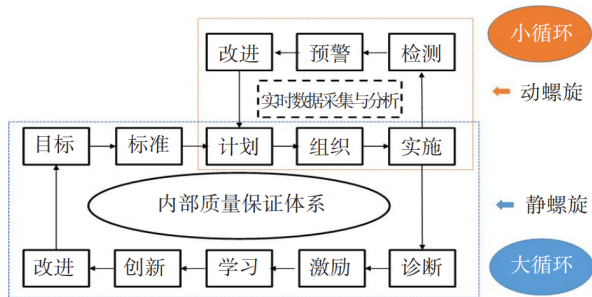 小循环
改进 预警 检测
实时数据采集与分析
动螺旋
目标 标准 计划 组织 实施
内部质量保证体系
静螺旋
改进 创新 学习 激励 诊断
大循环